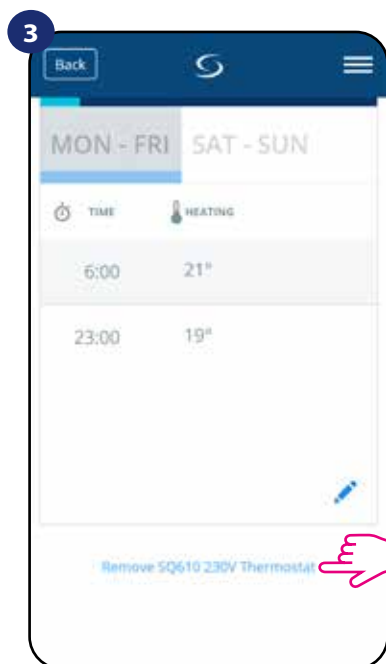 3
Back
MON - FRI SAT - SUN
TIME HEATING
6:00 21°
23:00 19°
Remove SQ610 230V Thermostat